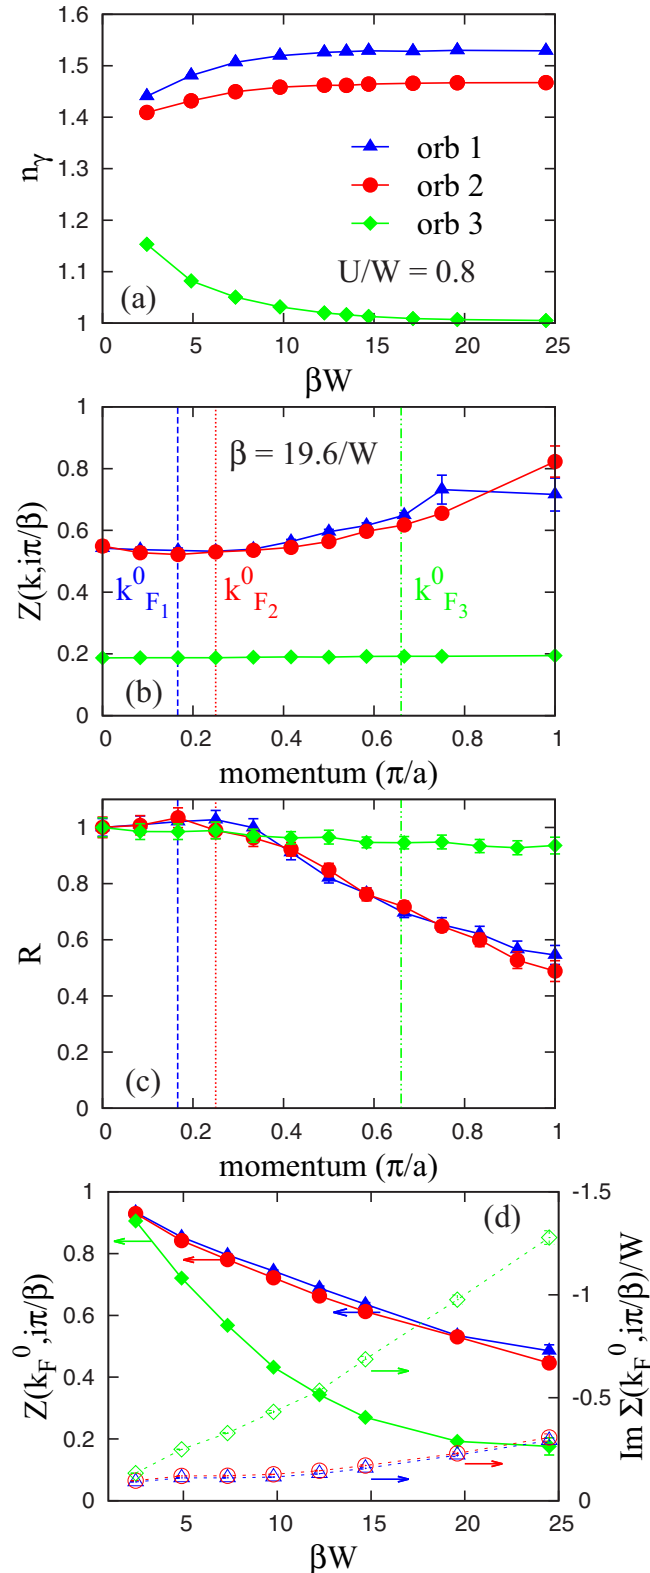 1.6
1.5
1.4
1.3
1.2
1.1
1
n_γ
orb 1
orb 2
orb 3
U/W = 0.8
(a)
0 5 10 15 20 25
βW
1
0.8
0.6
0.4
0.2
0
Z(k,iπ/β)
β = 19.6/W
k^0_F_1 k^0_F_2 k^0_F_3
(b)
0 0.2 0.4 0.6 0.8 1
momentum (π/a)
1
0.8
0.6
0.4
0.2
0
R
(c)
0 0.2 0.4 0.6 0.8 1
momentum (π/a)
1
0.8
0.6
0.4
0.2
0
Z(k_F^0,iπ/β)
(d)
-1.5
-1
-0.5
0
Im Σ(k_F^0,iπ/β)/W
5 10 15 20 25
βW